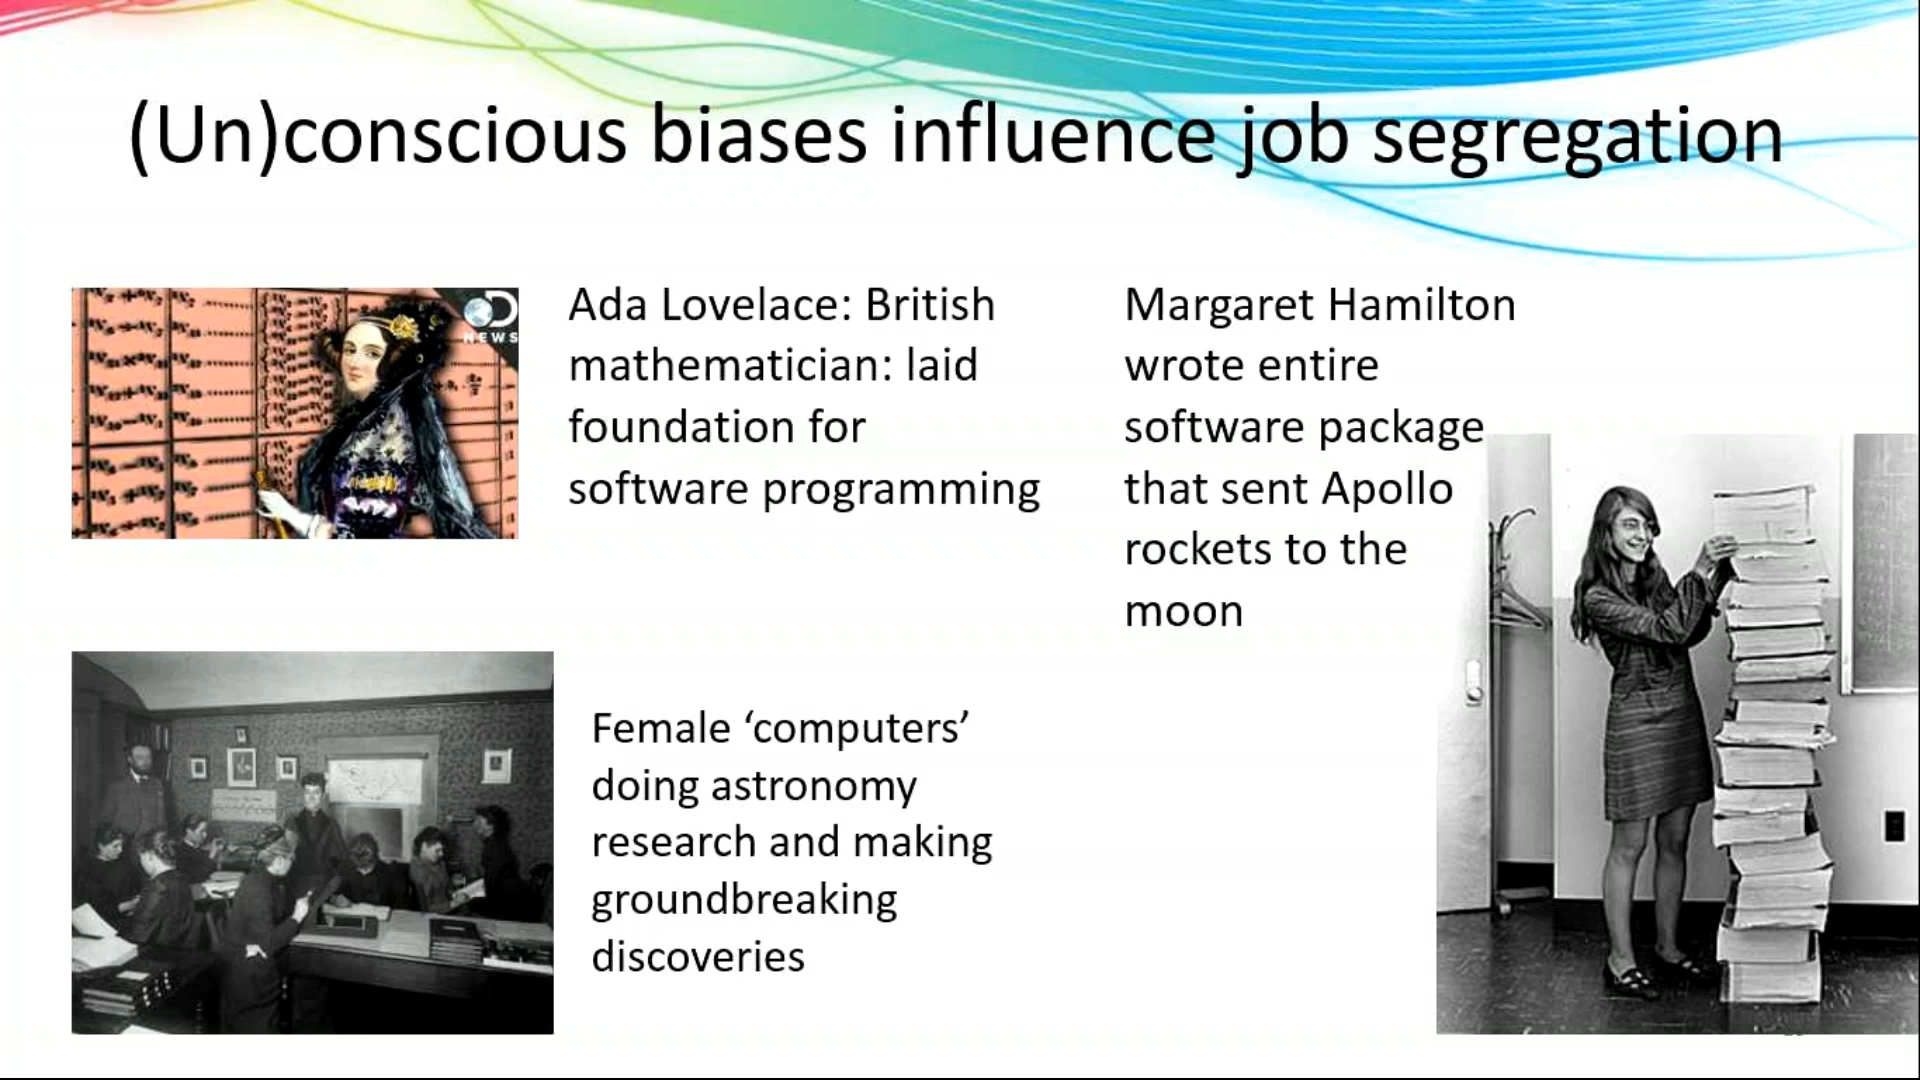 (Un)conscious biases influence job segregation
NEWS
Ada Lovelace: British
mathematician: laid
foundation for
software programming
Margaret Hamilton
wrote entire
software package
that sent Apollo
rockets to the
moon
Female ‘computers’
doing astronomy
research and making
groundbreaking
discoveries